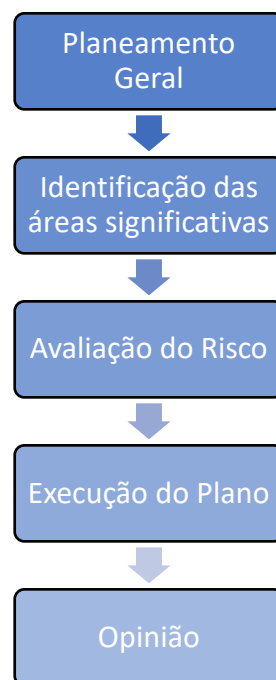 Planeamento
Geral
Identificação das
áreas significativas
Avaliação do Risco
Execução do Plano
Opinião